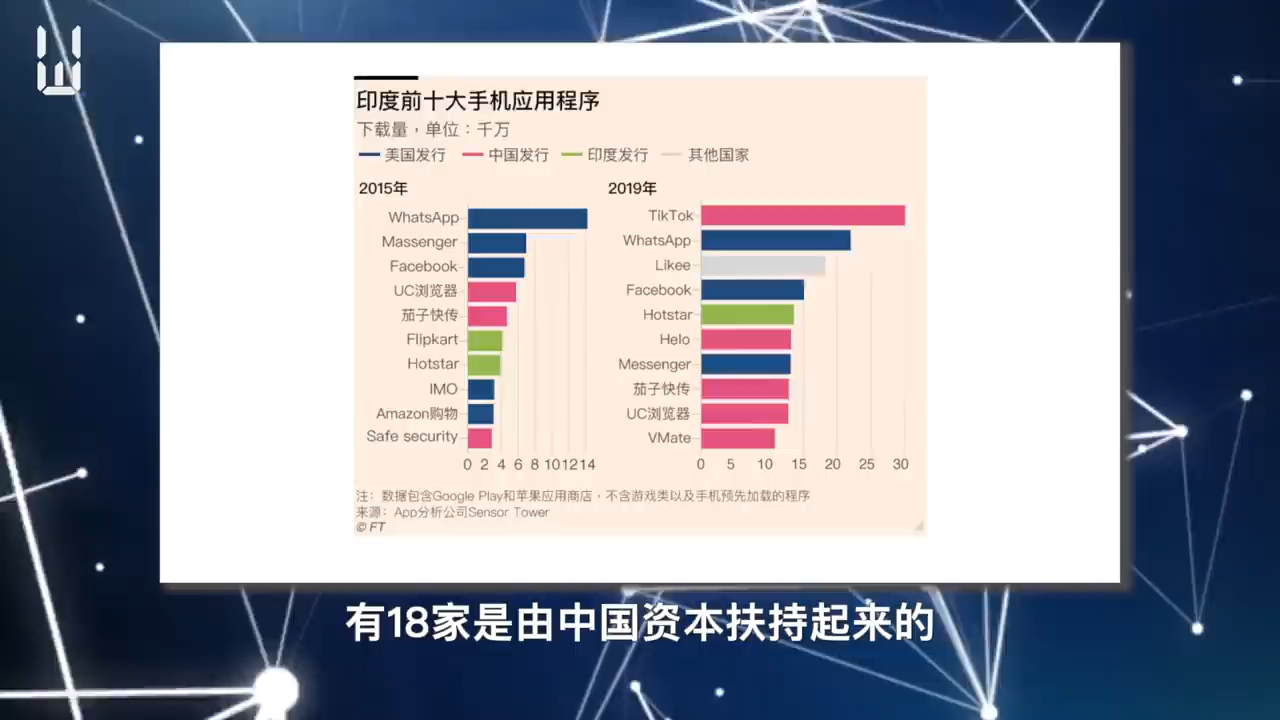 印度前十大手机应用程序
下载量，单位：千万
美国发行 中国发行 印度发行 其他国家
2015年
WhatsApp
Massenger
Facebook
UC浏览器
茄子快传
Flipkart
Hotstar
IMO
Amazon购物
Safe security
0 2 4 6 8 10 12 14
2019年
TikTok
WhatsApp
Likee
Facebook
Hotstar
Helo
Messenger
茄子快传
UC浏览器
VMate
0 5 10 15 20 25 30
注：数据包含Google Play和苹果应用商店，不含游戏类以及手机预先加载的程序
来源：App分析公司Sensor Tower
© FT
有18家是由中国资本扶持起来的